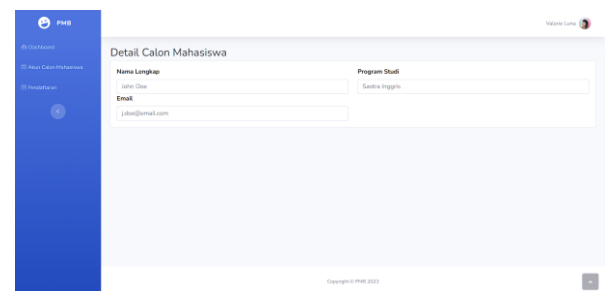 PMB
Valerie Luna
Dashboard
Akun Calon Mahasiswa
Pendaftaran
Detail Calon Mahasiswa
Nama Lengkap
Program Studi
John Doe
Sastra Inggris
Email
j.doe@email.com
Copyright © PMB 2023